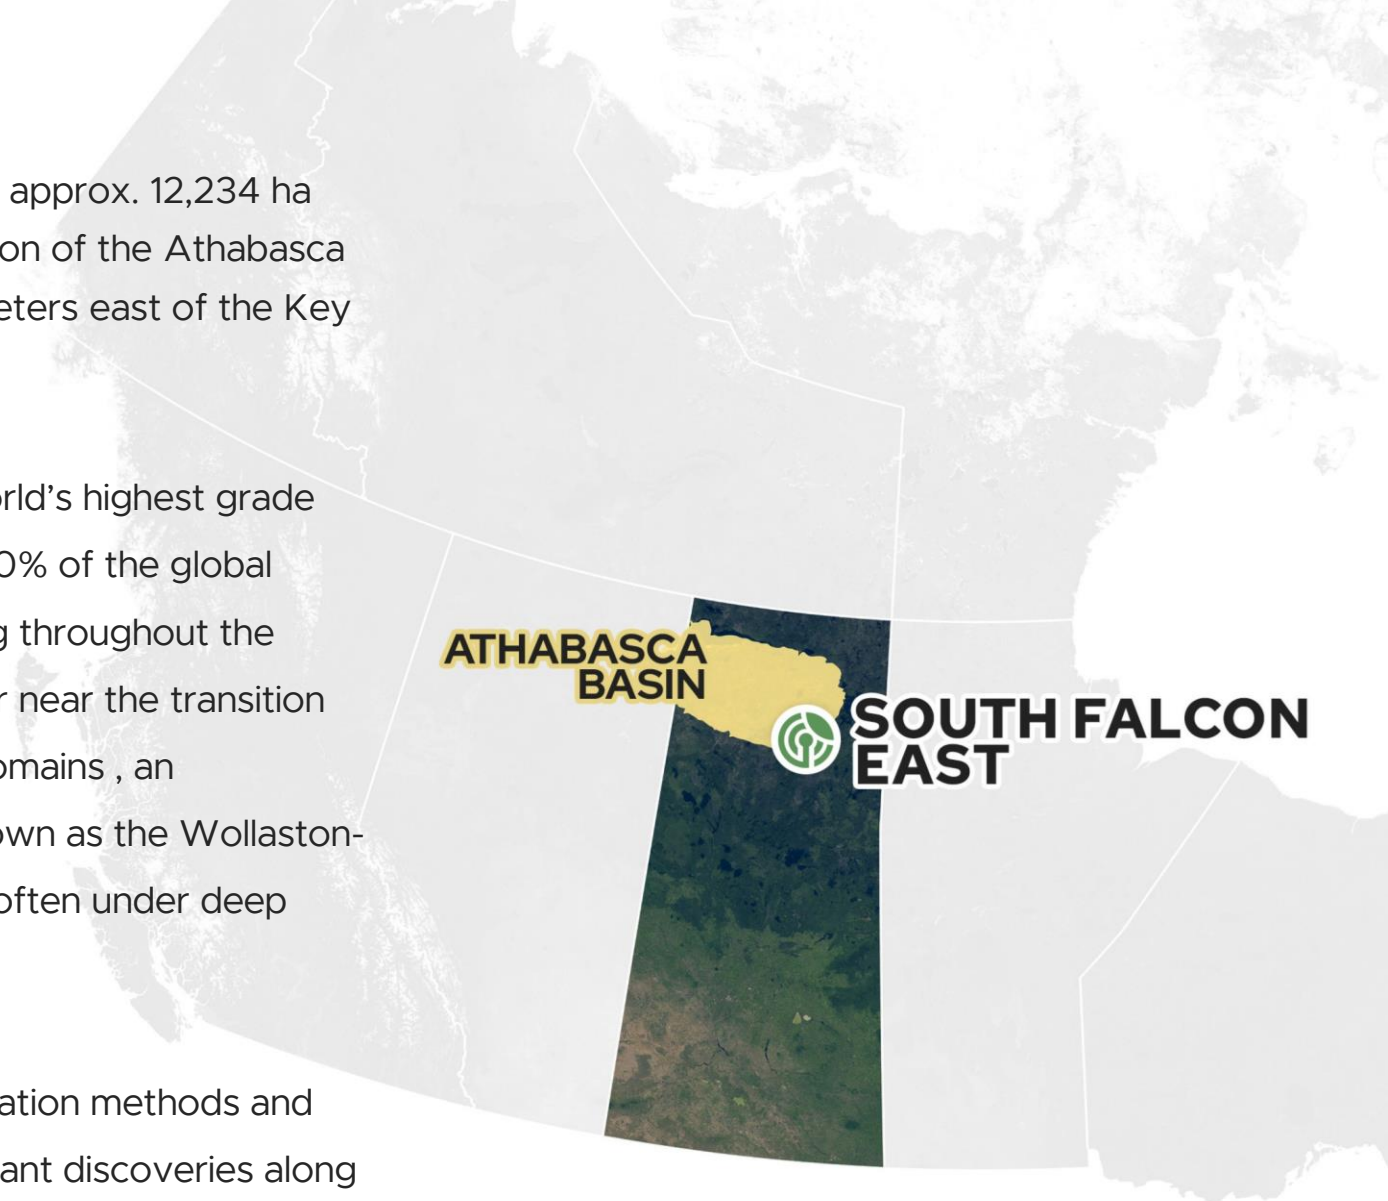 approx. 12,234 ha
on of the Athabasca
eters east of the Key
rld's highest grade
0% of the global
g throughout the
r near the transition
omains , an
own as the Wollaston-
often under deep
ation methods and
ant discoveries along
ATHABASCA
BASIN
SOUTH FALCON
EAST